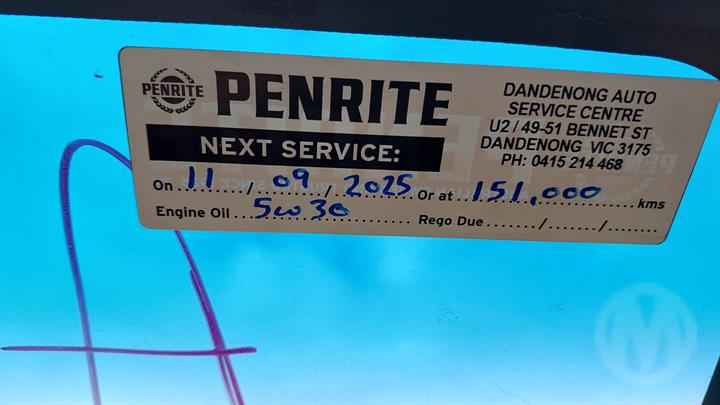 PENRITE
PENRITE
DANDENONG AUTO
SERVICE CENTRE
U2 / 49-51 BENNET ST
DANDENONG VIC 3175
PH: 0415 214 468
NEXT SERVICE:
On 11 / 09 / 2025 Or at 151,000 kms
Engine Oil 5w30 Rego Due ......./......./.......
A
M